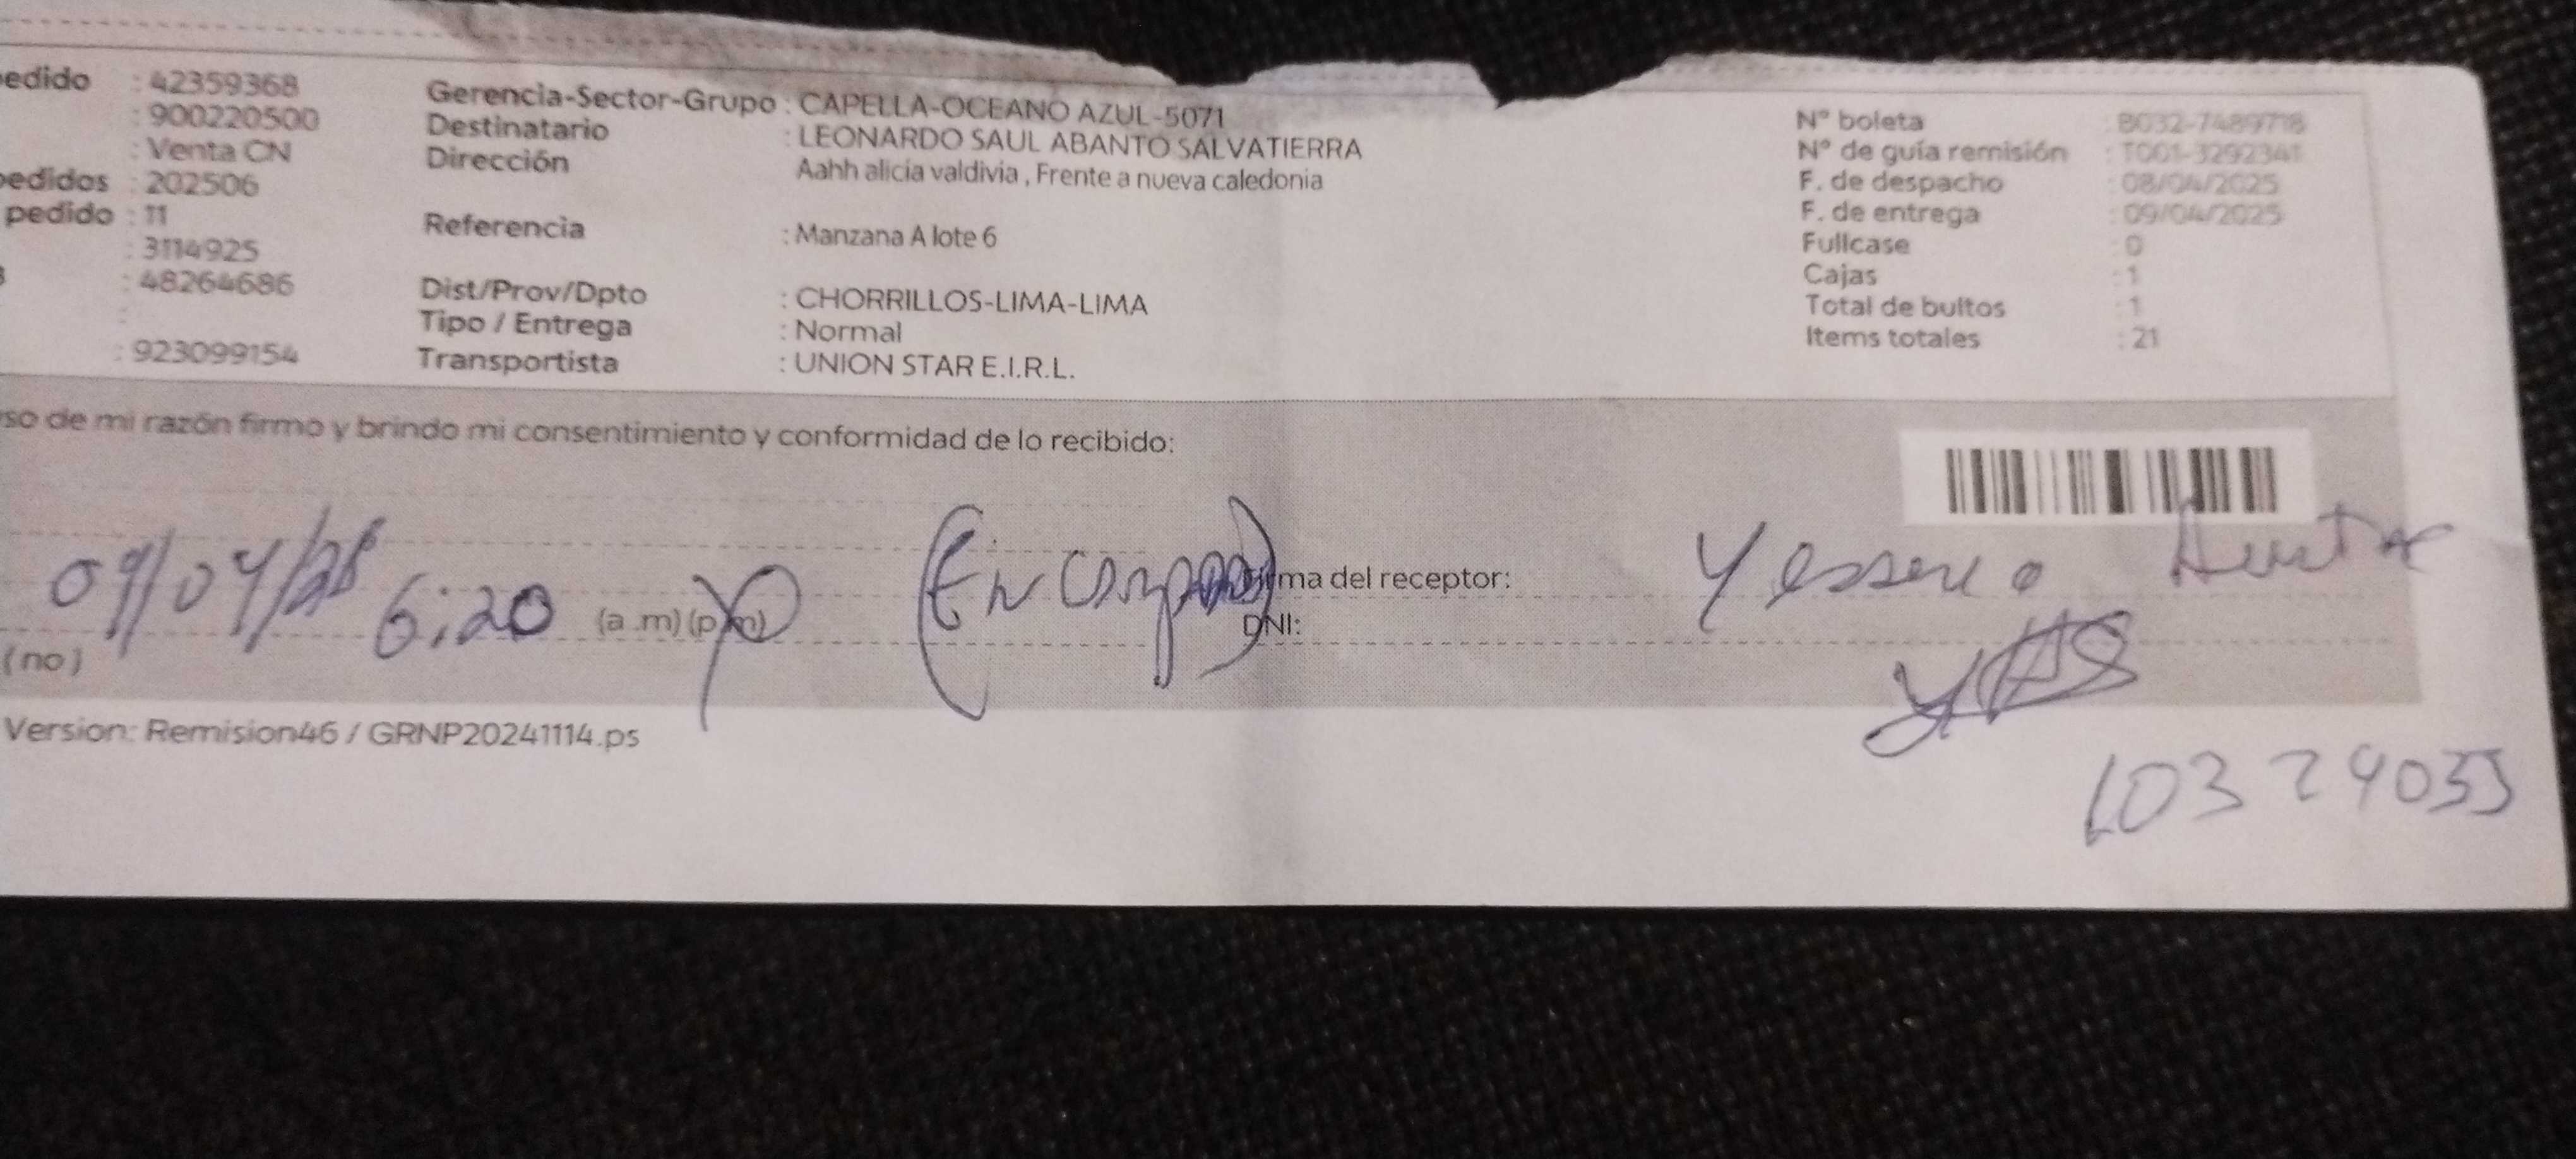 edido : 42359368
: 900220500
: Venta CN
pedidos : 202506
pedido : 11
: 3114925
: 48264686
:
: 923099154
Gerencia-Sector-Grupo : CAPELLA-OCEANO AZUL-5071
Destinatario : LEONARDO SAUL ABANTO SALVATIERRA
Dirección Aahh alicia valdivia , Frente a nueva caledonia
Referencia : Manzana A lote 6
Dist/Prov/Dpto : CHORRILLOS-LIMA-LIMA
Tipo / Entrega : Normal
Transportista : UNION STAR E.I.R.L.
N° boleta : B032-7489718
N° de guía remisión : T001-3292341
F. de despacho : 08/04/2025
F. de entrega : 09/04/2025
Fullcase : 0
Cajas : 1
Total de bultos : 1
Items totales : 21
so de mi razón firmo y brindo mi consentimiento y conformidad de lo recibido:
09/04/25 6:20 (a .m) (p.m)
Firma del receptor: Yessenia
DNI:
(no)
Version: Remision46 / GRNP20241114.ps